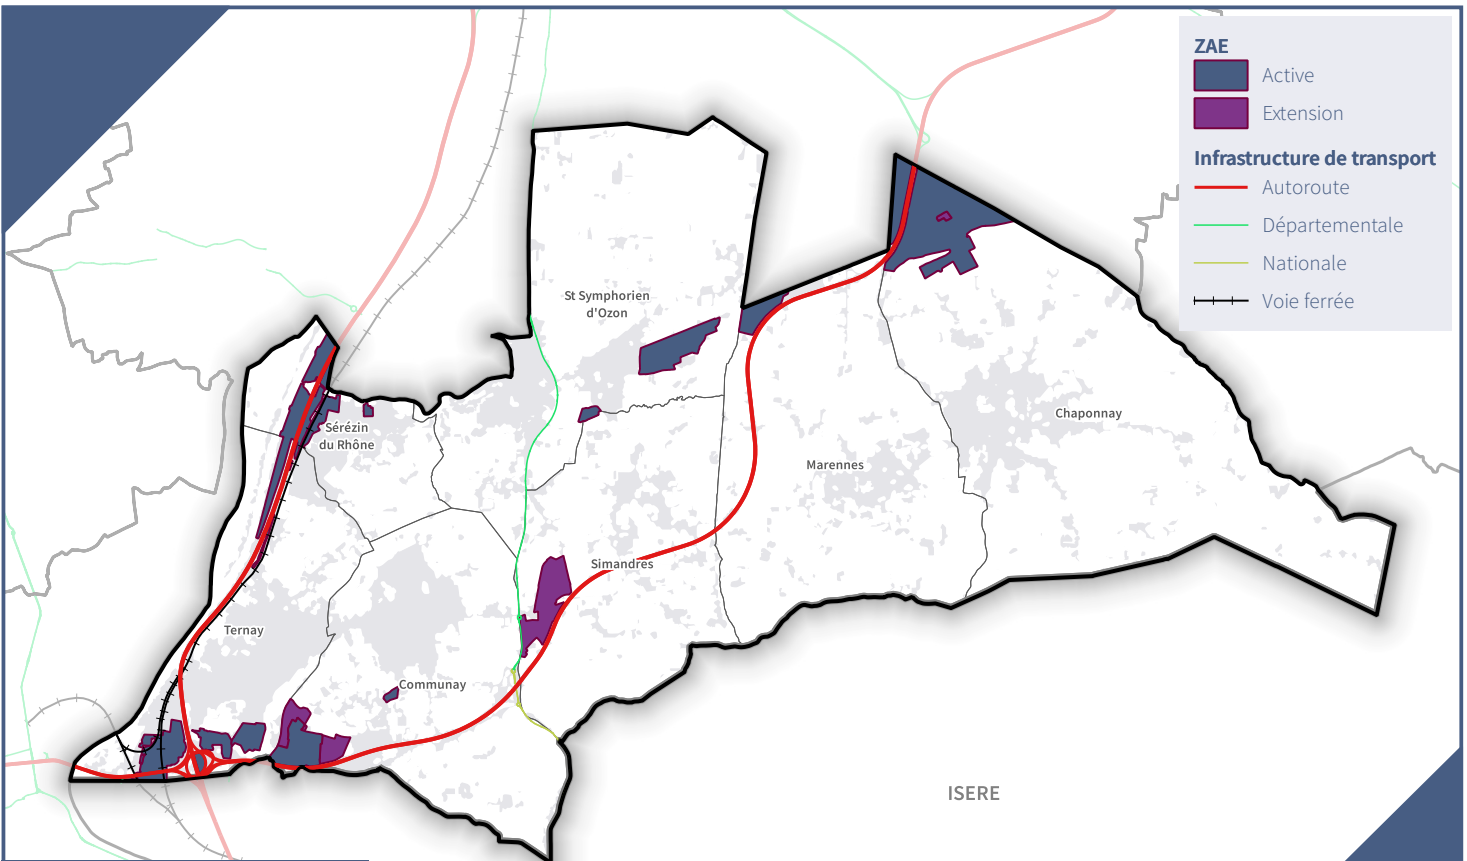 ZAE
Active
Extension
Infrastructure de transport
Autoroute
Départementale
Nationale
Voie ferrée
St Symphorien
d'Ozon
Chaponnay
Sérézin
du Rhône
Marennes
Simandres
Ternay
Communay
ISERE